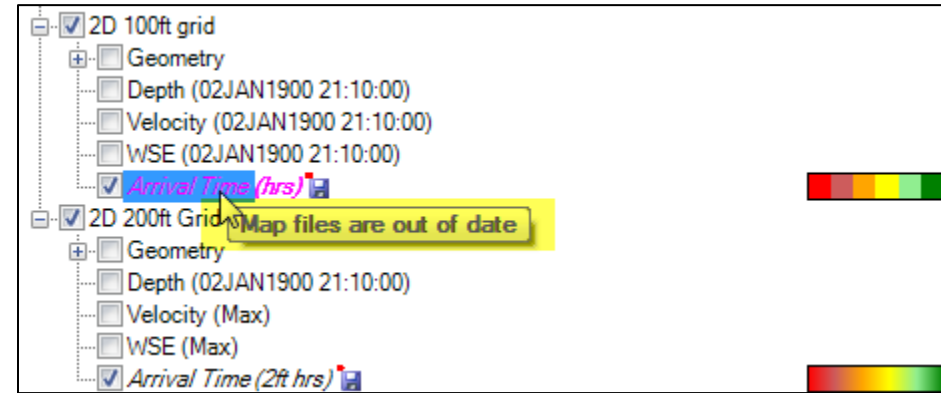 2D 100ft grid
Geometry
Depth (02JAN1900 21:10:00)
Velocity (02JAN1900 21:10:00)
WSE (02JAN1900 21:10:00)
Arrival Time (hrs)
2D 200ft Grid
Map files are out of date
Geometry
Depth (02JAN1900 21:10:00)
Velocity (Max)
WSE (Max)
Arrival Time (2ft hrs)